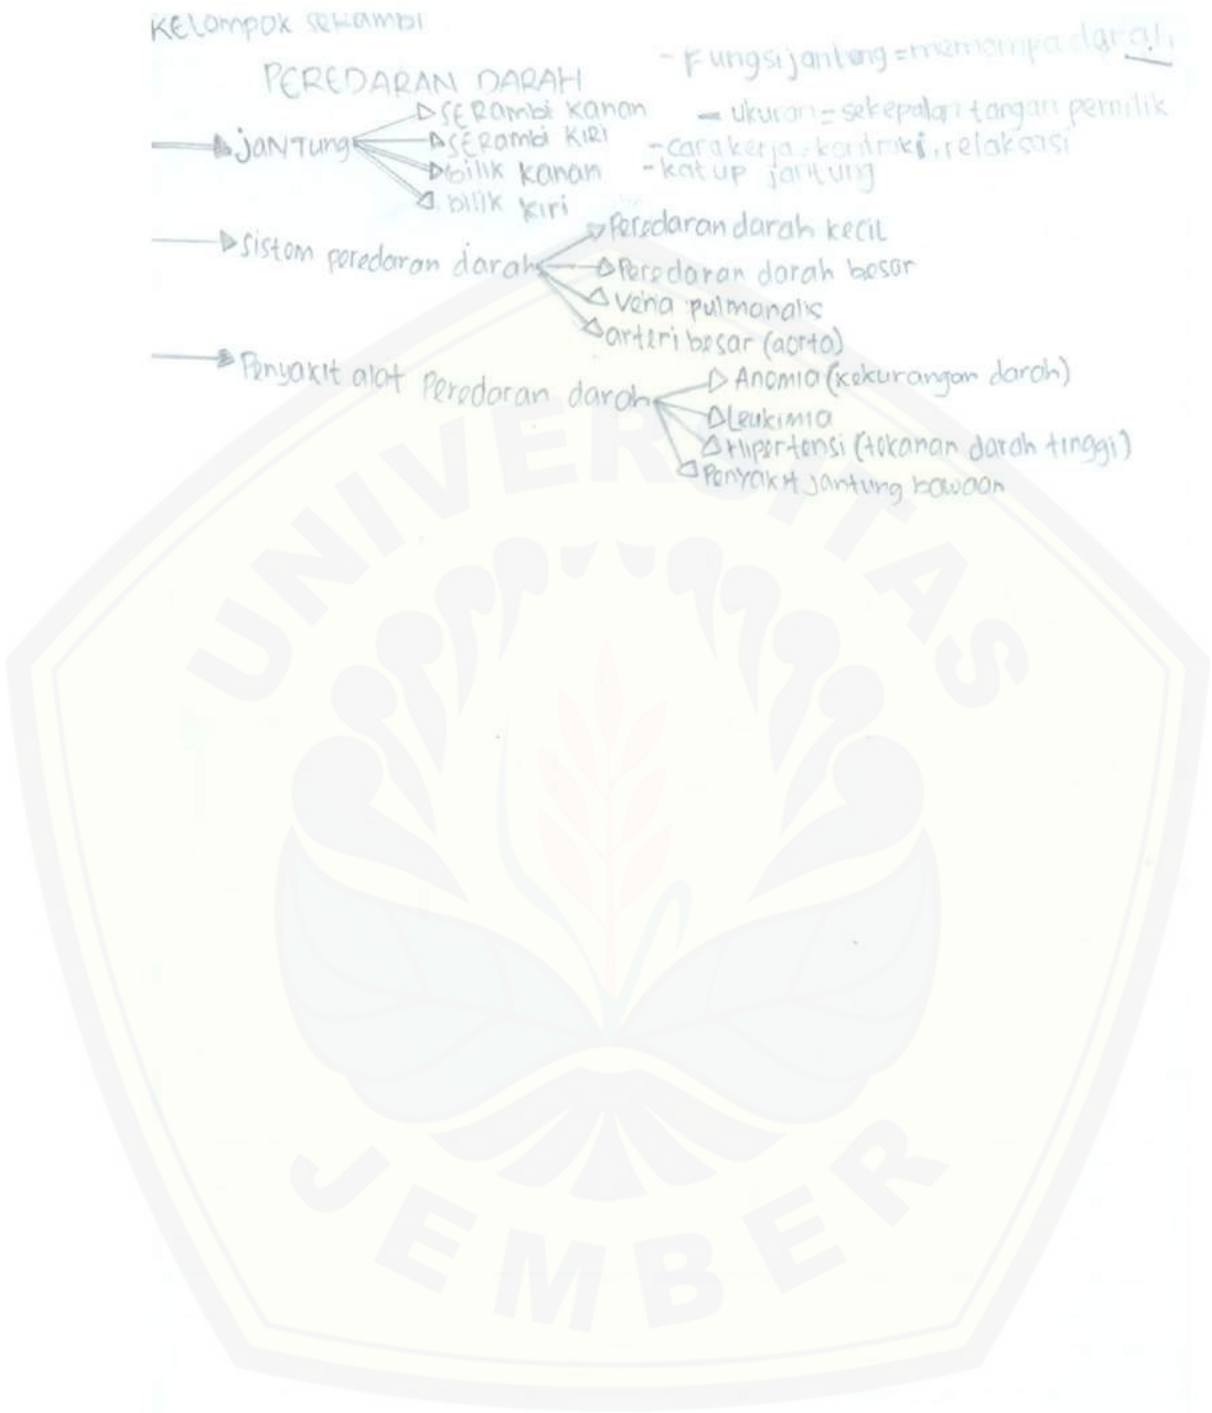 Kelompok serambi
PEREDARAN DARAH
- Fungsi jantung = memompa darah
jantung
serambi kanan
serambi kiri
bilik kanan
bilik kiri
- ukuran = sekepalan tangan pemilik
- cara kerja : kontraksi, relaksasi
- katup jantung
sistem peredaran darah
Peredaran darah kecil
Peredaran darah besar
Vena pulmonalis
arteri besar (aorta)
Penyakit alat Peredaran darah
Anemia (kekurangan darah)
Leukimia
Hipertensi (tekanan darah tinggi)
Penyakit jantung bawaan
UNIVERSITAS
JEMBER